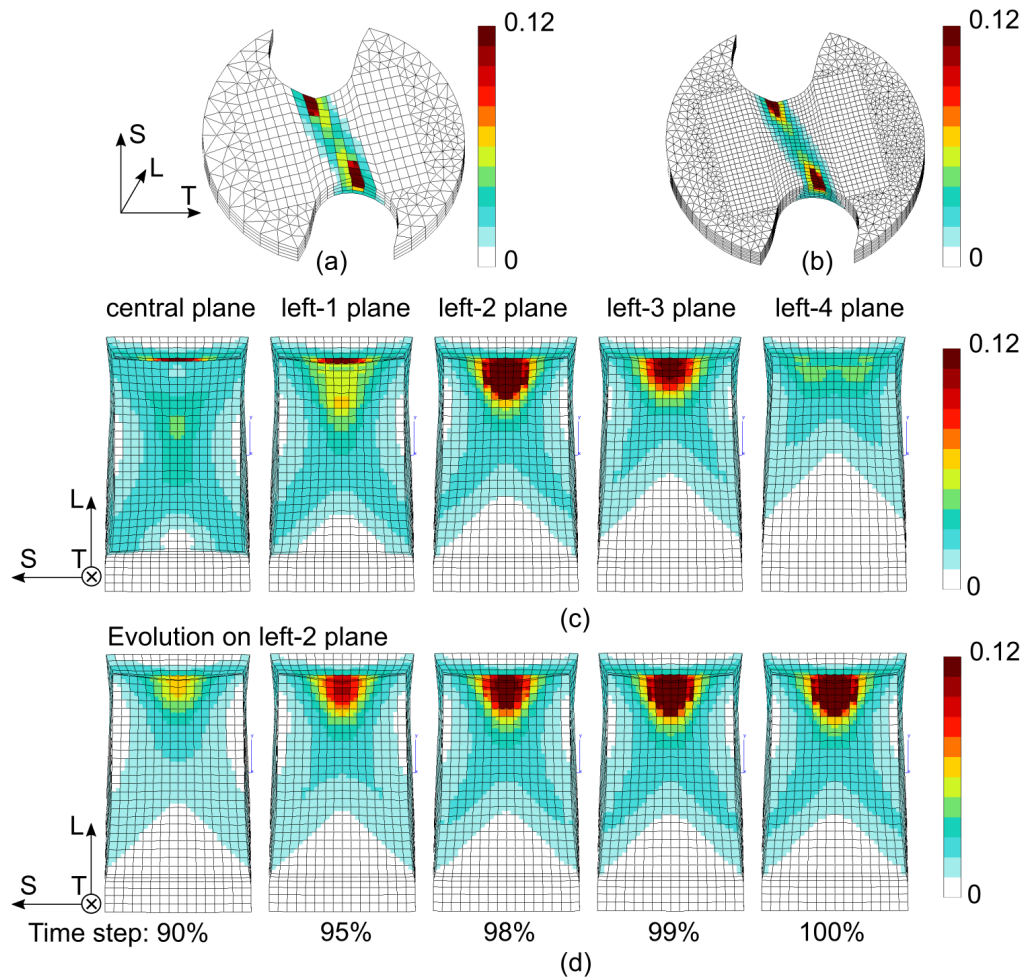 0.12
0.12
S
L
T
0
0
(a)
(b)
central plane
left-1 plane
left-2 plane
left-3 plane
left-4 plane
0.12
L
S
T
0
(c)
Evolution on left-2 plane
0.12
L
S
T
0
Time step: 90%
95%
98%
99%
100%
(d)